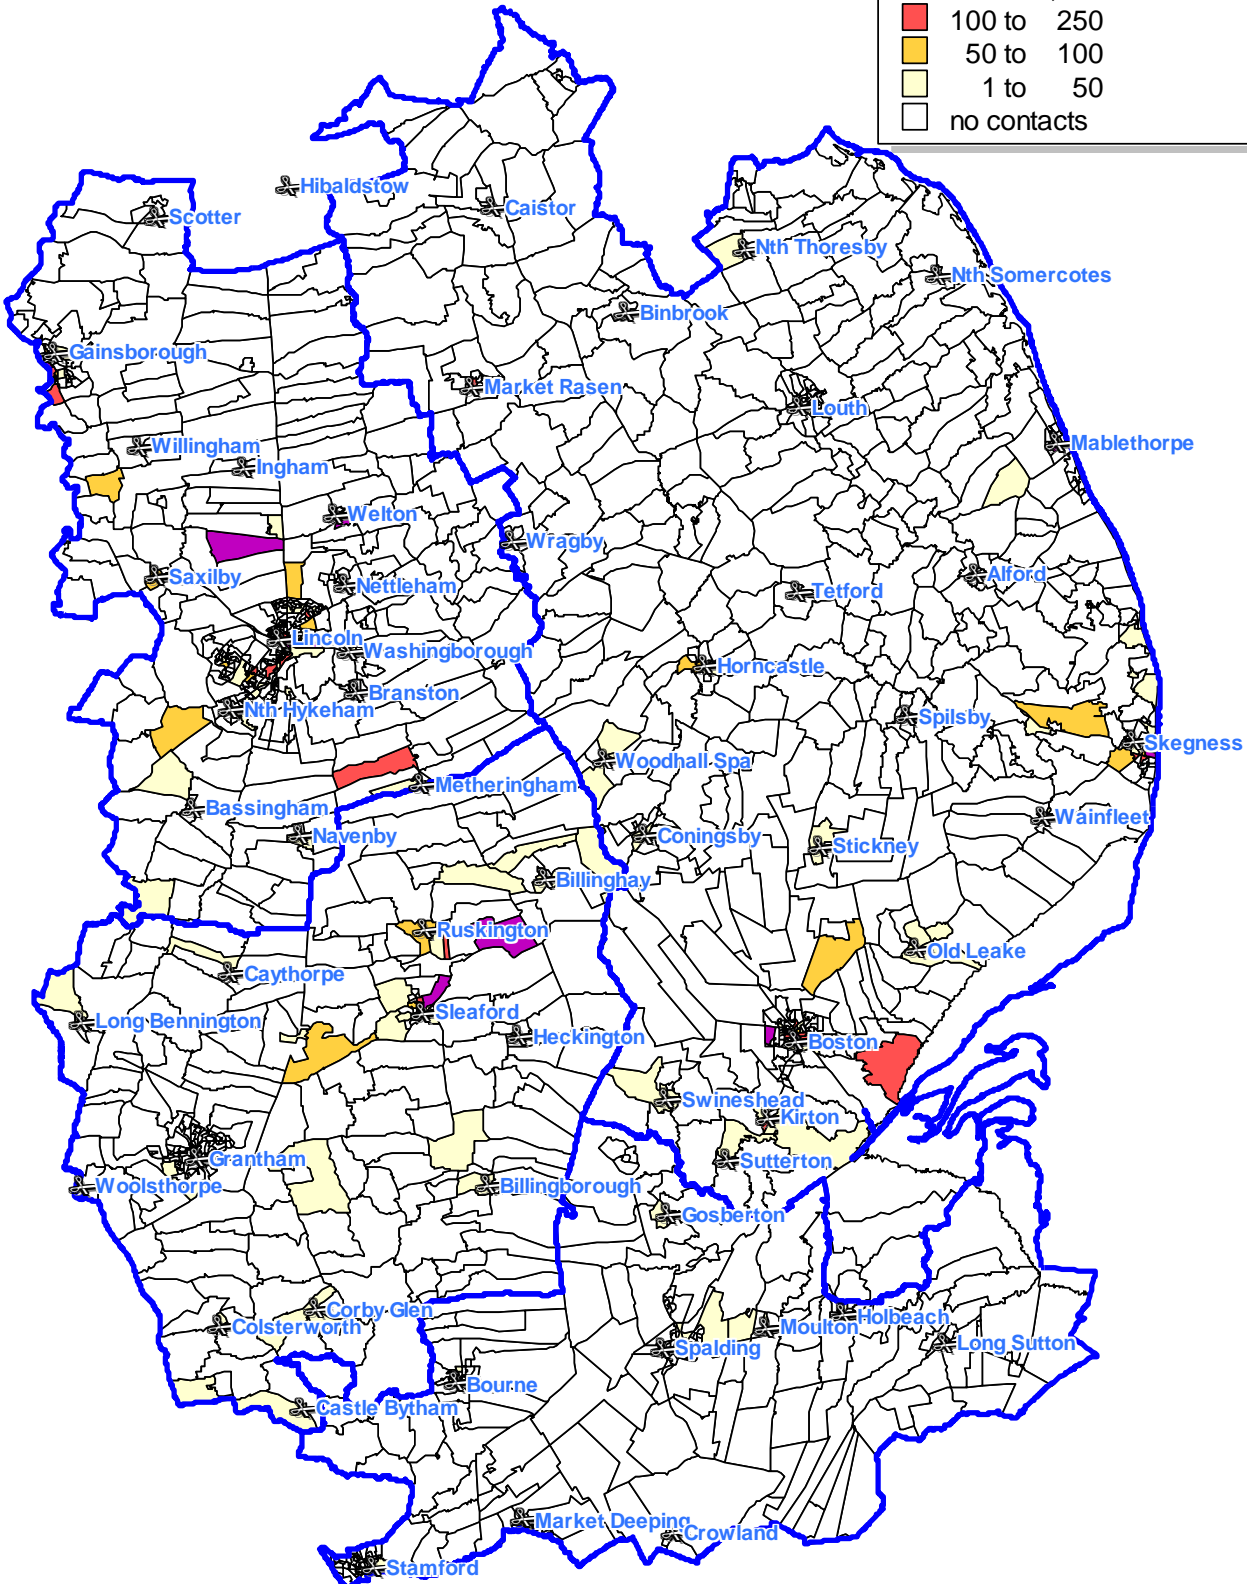 100 to 250
50 to 100
1 to 50
no contacts
Hibaldstow
Scotter
Caistor
Nth Thoresby
Nth Somercotes
Binbrook
Gainsborough
Market Rasen
Louth
Mablethorpe
Willingham
Ingham
Welton
Wragby
Saxilby
Nettleham
Alford
Tetford
Lincoln
Washingborough
Horncastle
Branston
Nth Hykeham
Spilsby
Skegness
Woodhall Spa
Metheringham
Bassingham
Wainfleet
Navenby
Coningsby
Stickney
Billinghay
Ruskington
Old Leake
Caythorpe
Sleaford
Long Bennington
Heckington
Boston
Swineshead
Kirton
Grantham
Sutterton
Woolsthorpe
Billingborough
Gosberton
Corby Glen
Holbeach
Colsterworth
Moulton
Long Sutton
Spalding
Bourne
Castle Bytham
Market Deeping
Crowland
Stamford